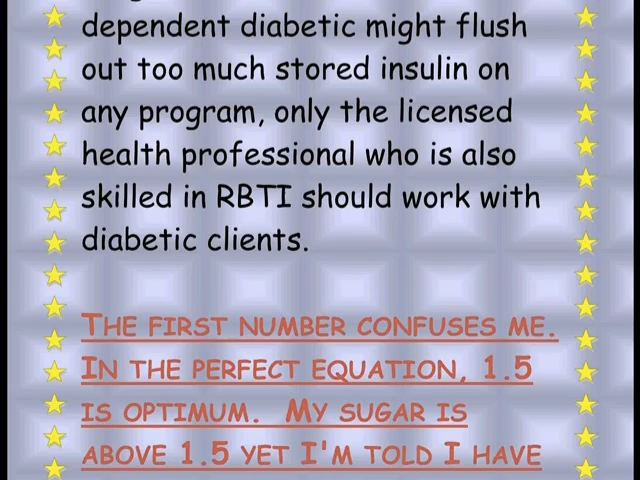 dependent diabetic might flush
out too much stored insulin on
any program, only the licensed
health professional who is also
skilled in RBTI should work with
diabetic clients.
THE FIRST NUMBER CONFUSES ME.
IN THE PERFECT EQUATION, 1.5
IS OPTIMUM. MY SUGAR IS
ABOVE 1.5 YET I'M TOLD I HAVE